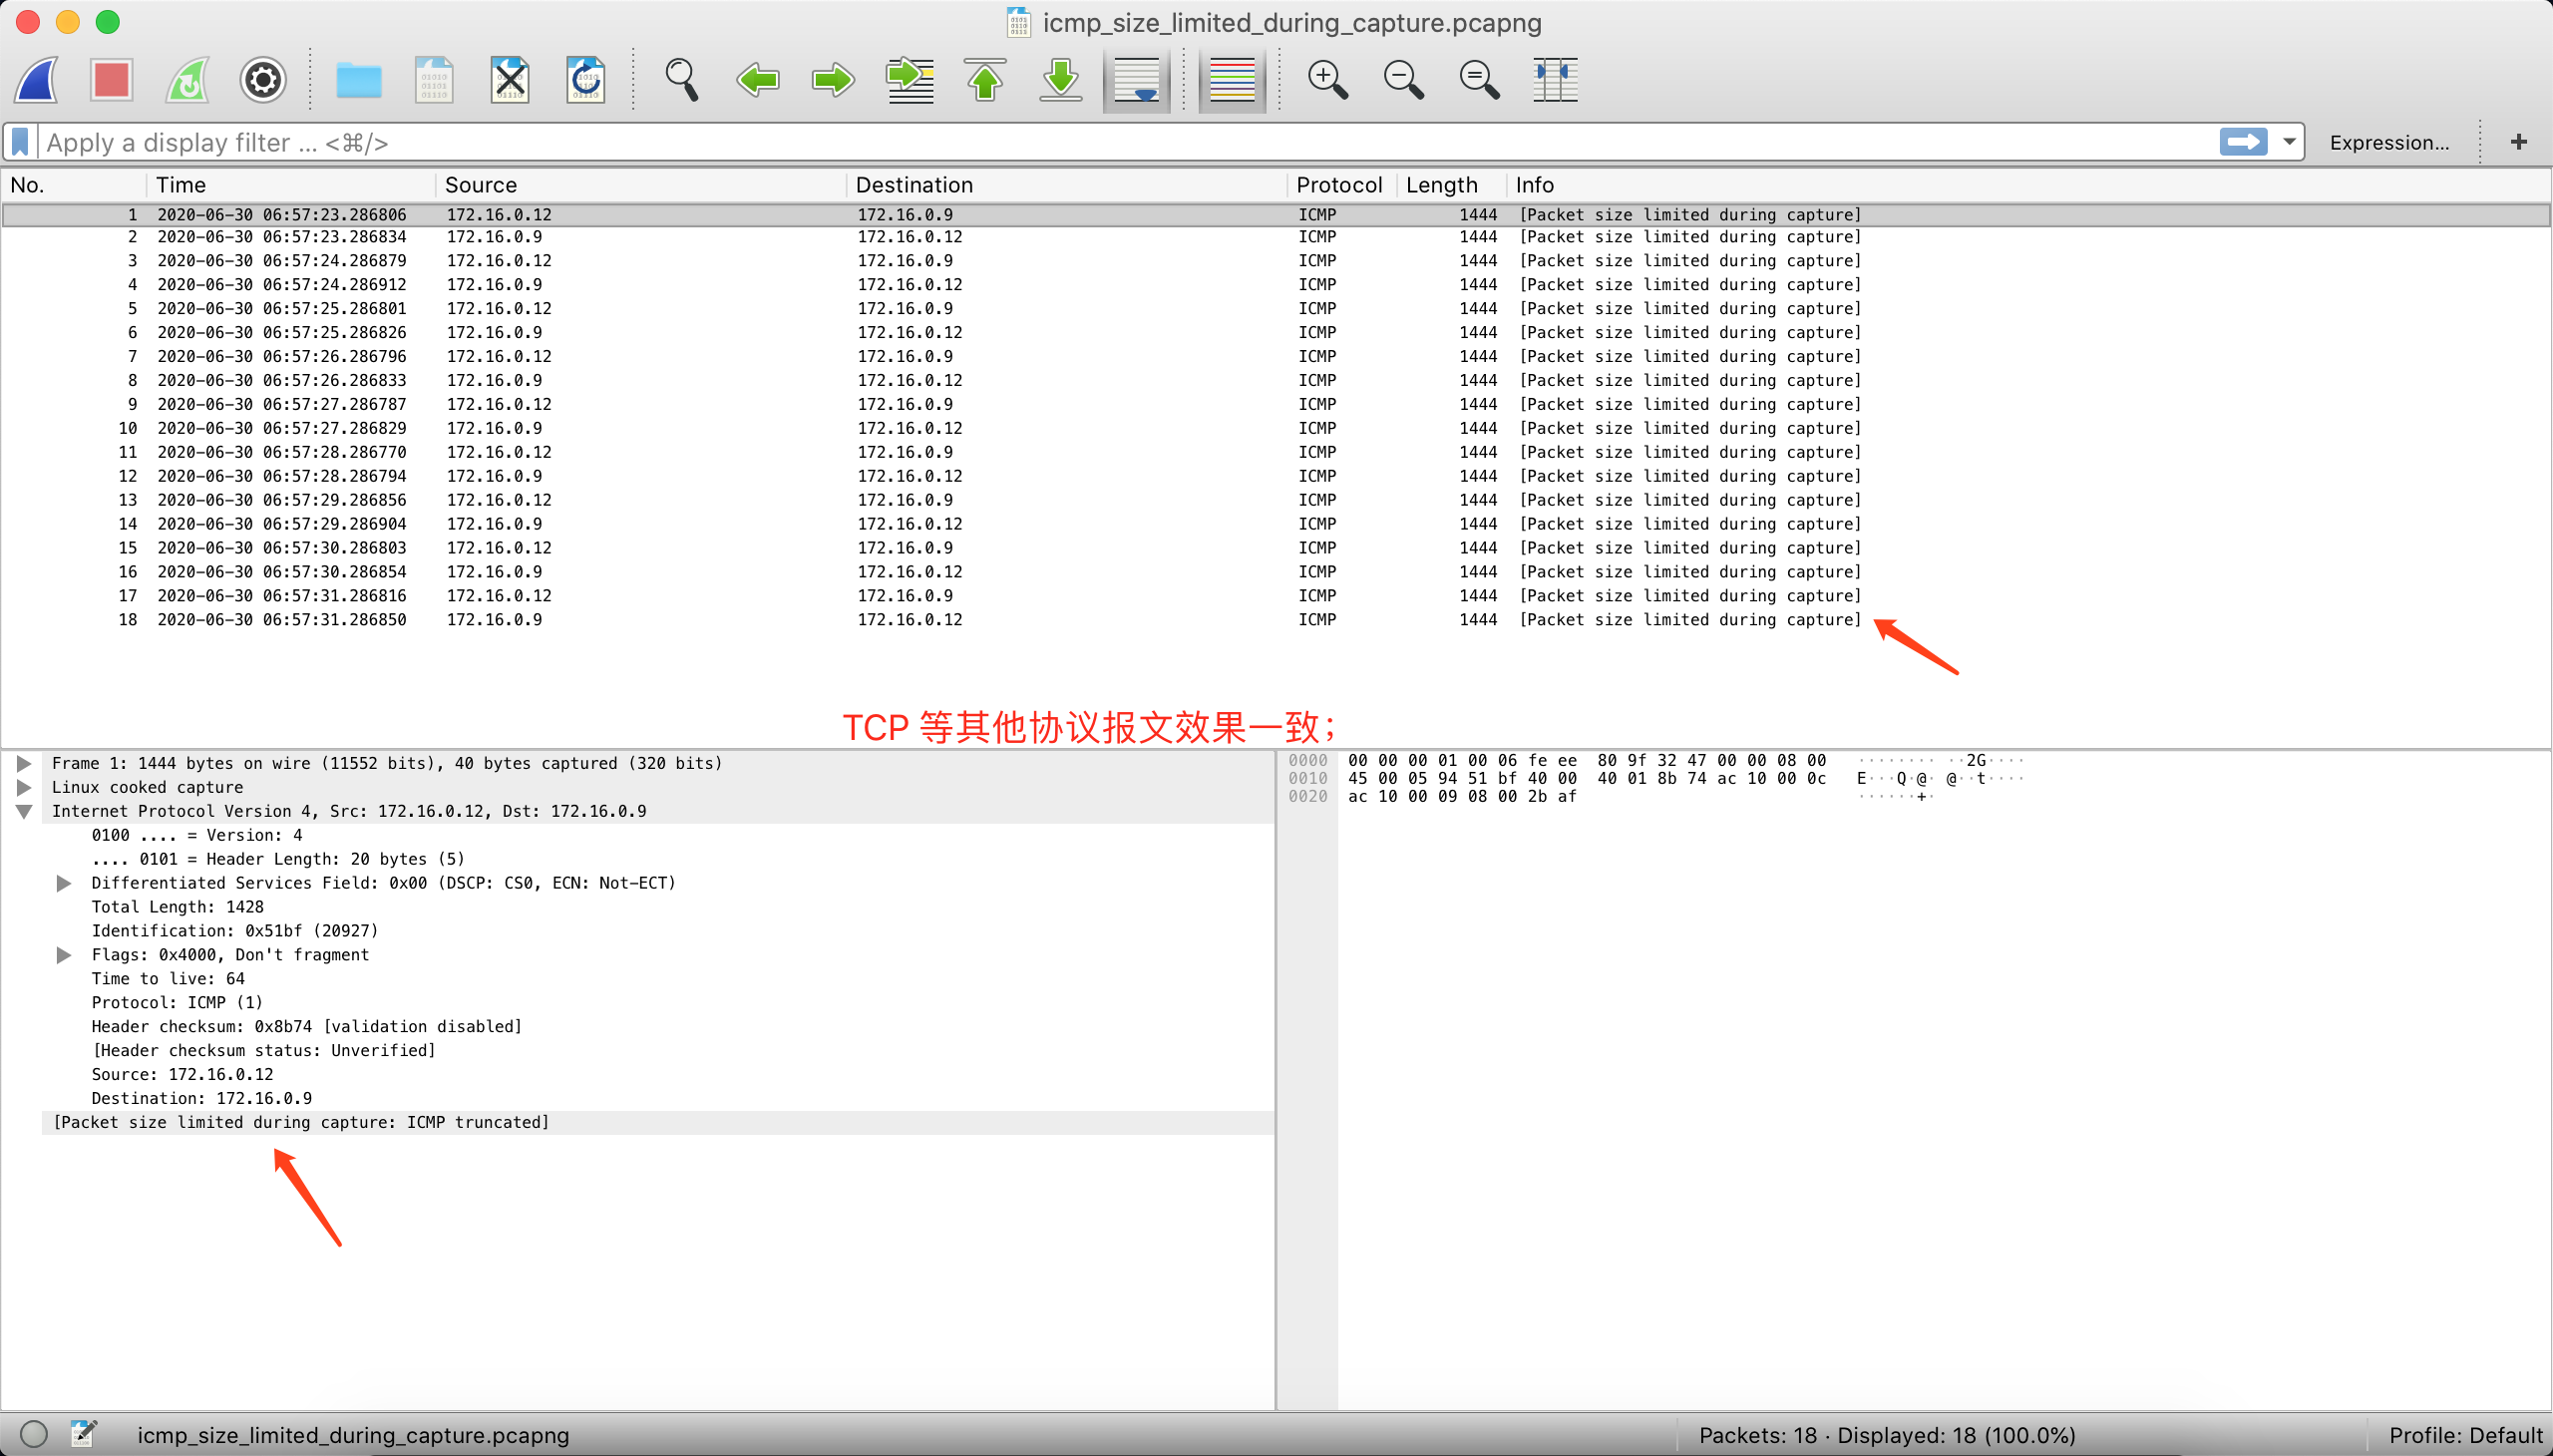 icmp_size_limited_during_capture.pcapng
Apply a display filter ... <⌘/>
Expression...
+
No. Time Source Destination Protocol Length Info
1 2020-06-30 06:57:23.286806 172.16.0.12 172.16.0.9 ICMP 1444 [Packet size limited during capture]
2 2020-06-30 06:57:23.286834 172.16.0.9 172.16.0.12 ICMP 1444 [Packet size limited during capture]
3 2020-06-30 06:57:24.286879 172.16.0.12 172.16.0.9 ICMP 1444 [Packet size limited during capture]
4 2020-06-30 06:57:24.286912 172.16.0.9 172.16.0.12 ICMP 1444 [Packet size limited during capture]
5 2020-06-30 06:57:25.286801 172.16.0.12 172.16.0.9 ICMP 1444 [Packet size limited during capture]
6 2020-06-30 06:57:25.286826 172.16.0.9 172.16.0.12 ICMP 1444 [Packet size limited during capture]
7 2020-06-30 06:57:26.286796 172.16.0.12 172.16.0.9 ICMP 1444 [Packet size limited during capture]
8 2020-06-30 06:57:26.286833 172.16.0.9 172.16.0.12 ICMP 1444 [Packet size limited during capture]
9 2020-06-30 06:57:27.286787 172.16.0.12 172.16.0.9 ICMP 1444 [Packet size limited during capture]
10 2020-06-30 06:57:27.286829 172.16.0.9 172.16.0.12 ICMP 1444 [Packet size limited during capture]
11 2020-06-30 06:57:28.286770 172.16.0.12 172.16.0.9 ICMP 1444 [Packet size limited during capture]
12 2020-06-30 06:57:28.286794 172.16.0.9 172.16.0.12 ICMP 1444 [Packet size limited during capture]
13 2020-06-30 06:57:29.286856 172.16.0.12 172.16.0.9 ICMP 1444 [Packet size limited during capture]
14 2020-06-30 06:57:29.286904 172.16.0.9 172.16.0.12 ICMP 1444 [Packet size limited during capture]
15 2020-06-30 06:57:30.286803 172.16.0.12 172.16.0.9 ICMP 1444 [Packet size limited during capture]
16 2020-06-30 06:57:30.286854 172.16.0.9 172.16.0.12 ICMP 1444 [Packet size limited during capture]
17 2020-06-30 06:57:31.286816 172.16.0.12 172.16.0.9 ICMP 1444 [Packet size limited during capture]
18 2020-06-30 06:57:31.286850 172.16.0.9 172.16.0.12 ICMP 1444 [Packet size limited during capture]
TCP 等其他协议报文效果一致；
Frame 1: 1444 bytes on wire (11552 bits), 40 bytes captured (320 bits)
Linux cooked capture
Internet Protocol Version 4, Src: 172.16.0.12, Dst: 172.16.0.9
0100 .... = Version: 4
.... 0101 = Header Length: 20 bytes (5)
Differentiated Services Field: 0x00 (DSCP: CS0, ECN: Not-ECT)
Total Length: 1428
Identification: 0x51bf (20927)
Flags: 0x4000, Don't fragment
Time to live: 64
Protocol: ICMP (1)
Header checksum: 0x8b74 [validation disabled]
[Header checksum status: Unverified]
Source: 172.16.0.12
Destination: 172.16.0.9
[Packet size limited during capture: ICMP truncated]
0000 00 00 00 01 00 06 fe ee 80 9f 32 47 00 00 08 00 ········ ··2G····
0010 45 00 05 94 51 bf 40 00 40 01 8b 74 ac 10 00 0c E···Q·@· @··t····
0020 ac 10 00 09 08 00 2b af ······+·
icmp_size_limited_during_capture.pcapng
Packets: 18 · Displayed: 18 (100.0%)
Profile: Default